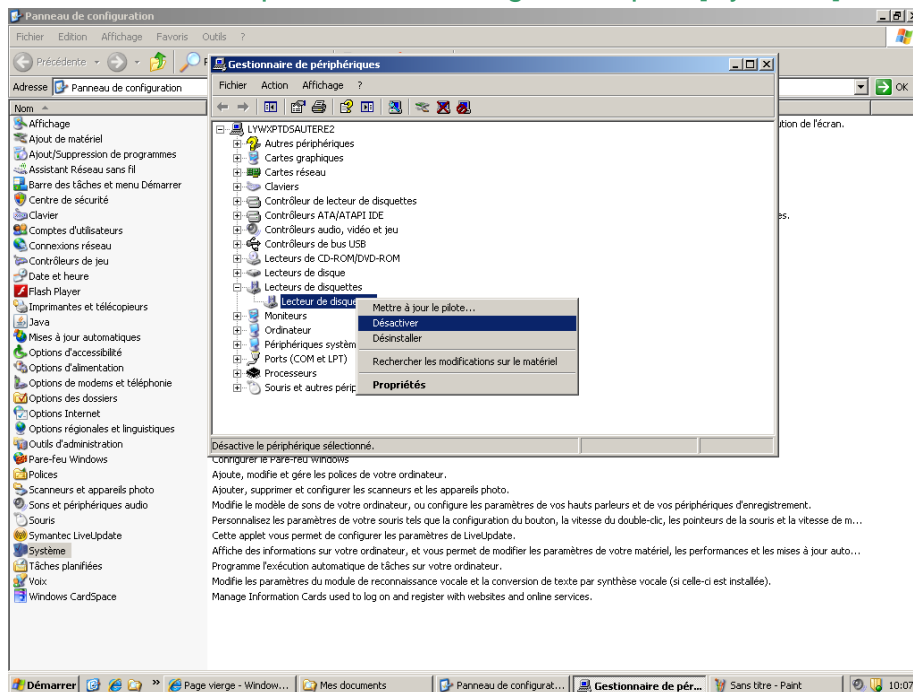 Panneau de configuration
Fichier Edition Affichage Favoris Outils ?
Précédente
Adresse Panneau de configuration OK
Nom
Affichage
Ajout de matériel
Ajout/Suppression de programmes
Assistant Réseau sans fil
Barre des tâches et menu Démarrer
Centre de sécurité
Clavier
Comptes d'utilisateurs
Connexions réseau
Contrôleurs de jeu
Date et heure
Flash Player
Imprimantes et télécopieurs
Java
Mises à jour automatiques
Options d'accessibilité
Options d'alimentation
Options de modems et téléphonie
Options des dossiers
Options Internet
Options régionales et linguistiques
Outils d'administration
Pare-feu Windows
Polices
Scanneurs et appareils photo
Sons et périphériques audio
Souris
Symantec LiveUpdate
Système
Tâches planifiées
Voix
Windows CardSpace
Gestionnaire de périphériques
Fichier Action Affichage ?
LYWXPTDSAUTERE2
Autres périphériques
Cartes graphiques
Cartes réseau
Claviers
Contrôleur de lecteur de disquettes
Contrôleurs ATA/ATAPI IDE
Contrôleurs audio, vidéo et jeu
Contrôleurs de bus USB
Lecteurs de CD-ROM/DVD-ROM
Lecteurs de disque
Lecteurs de disquettes
Lecteur de disque
Moniteurs
Ordinateur
Périphériques systèm
Ports (COM et LPT)
Processeurs
Souris et autres périp
Mettre à jour le pilote...
Désactiver
Désinstaller
Rechercher les modifications sur le matériel
Propriétés
Désactive le périphérique sélectionné.
ution de l'écran.
es.
Configurer le Pare-feu Windows
Ajoute, modifie et gére les polices de votre ordinateur.
Ajouter, supprimer et configurer les scanneurs et les appareils photo.
Modifie le modèle de sons de votre ordinateur, ou configure les paramètres de vos hauts parleurs et de vos périphériques d'enregistrement.
Personnalisez les paramètres de votre souris tels que la configuration du bouton, la vitesse du double-clic, les pointeurs de la souris et la vitesse de m...
Cette applet vous permet de configurer les paramètres de LiveUpdate.
Affiche des informations sur votre ordinateur, et vous permet de modifier les paramètres de votre matériel, les performances et les mises à jour auto...
Programme l'exécution automatique de tâches sur votre ordinateur.
Modifie les paramètres du module de reconnaissance vocale et la conversion de texte par synthèse vocale (si celle-ci est installée).
Manage Information Cards used to log on and register with websites and online services.
Démarrer » Page vierge - Window... Mes documents Panneau de configurat... Gestionnaire de pér... Sans titre - Paint 10:07